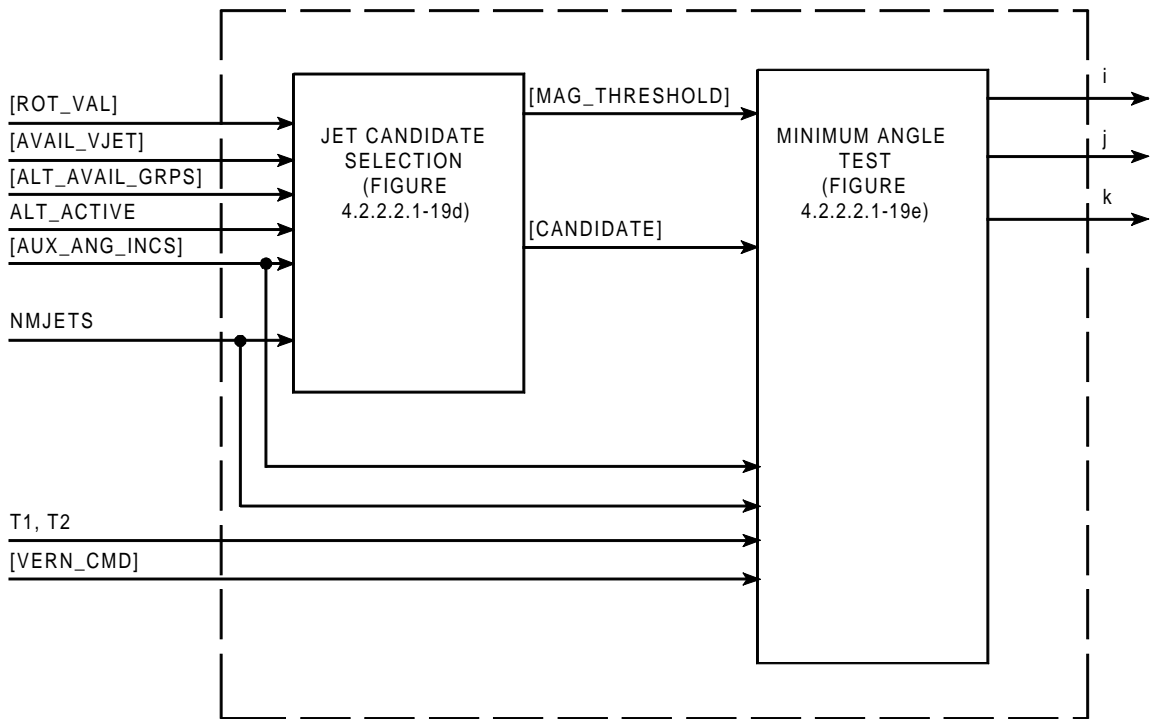 [ROT_VAL]
[AVAIL_VJET]
[ALT_AVAIL_GRPS]
ALT_ACTIVE
[AUX_ANG_INCS]
NMJETS
T1, T2
[VERN_CMD]
JET CANDIDATE
SELECTION
(FIGURE
4.2.2.2.1-19d)
[MAG_THRESHOLD]
[CANDIDATE]
MINIMUM ANGLE
TEST
(FIGURE
4.2.2.2.1-19e)
i
j
k